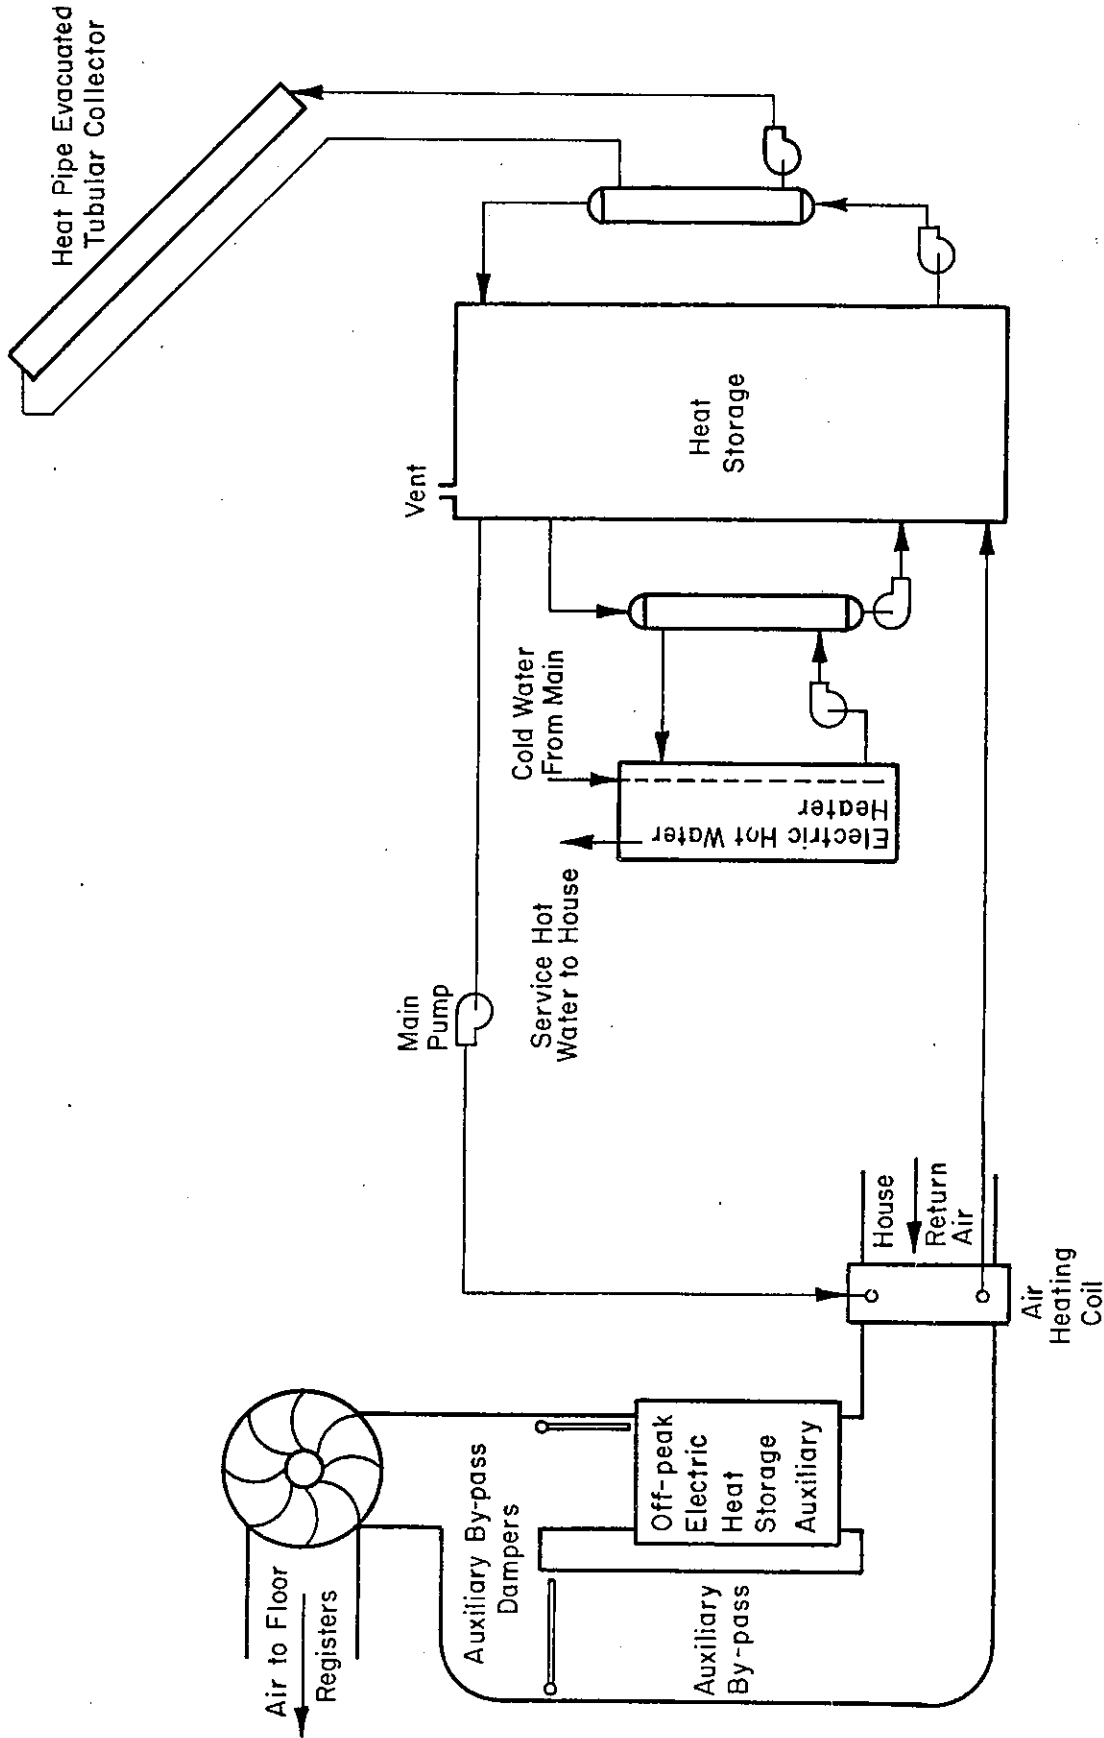 Heat Pipe Evacuated
Tubular Collector
Vent
Heat
Storage
Cold Water
From Main
Electric Hot Water
Heater
Service Hot
Water to House
Main
Pump
House
Return
Air
Air
Heating
Coil
Air to Floor
Registers
Auxiliary By-pass
Dampers
Off-peak
Electric
Heat
Storage
Auxiliary
Auxiliary
By-pass